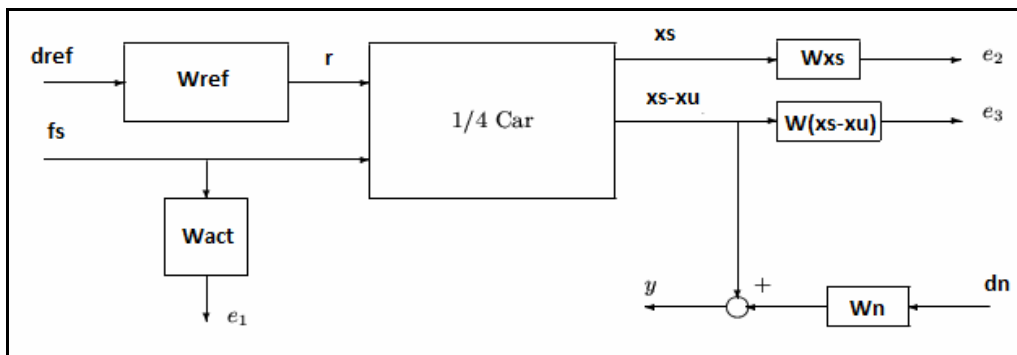 dref
Wref
r
fs
1/4 Car
xs
Wxs
e2
xs-xu
W(xs-xu)
e3
Wact
e1
y
+
Wn
dn